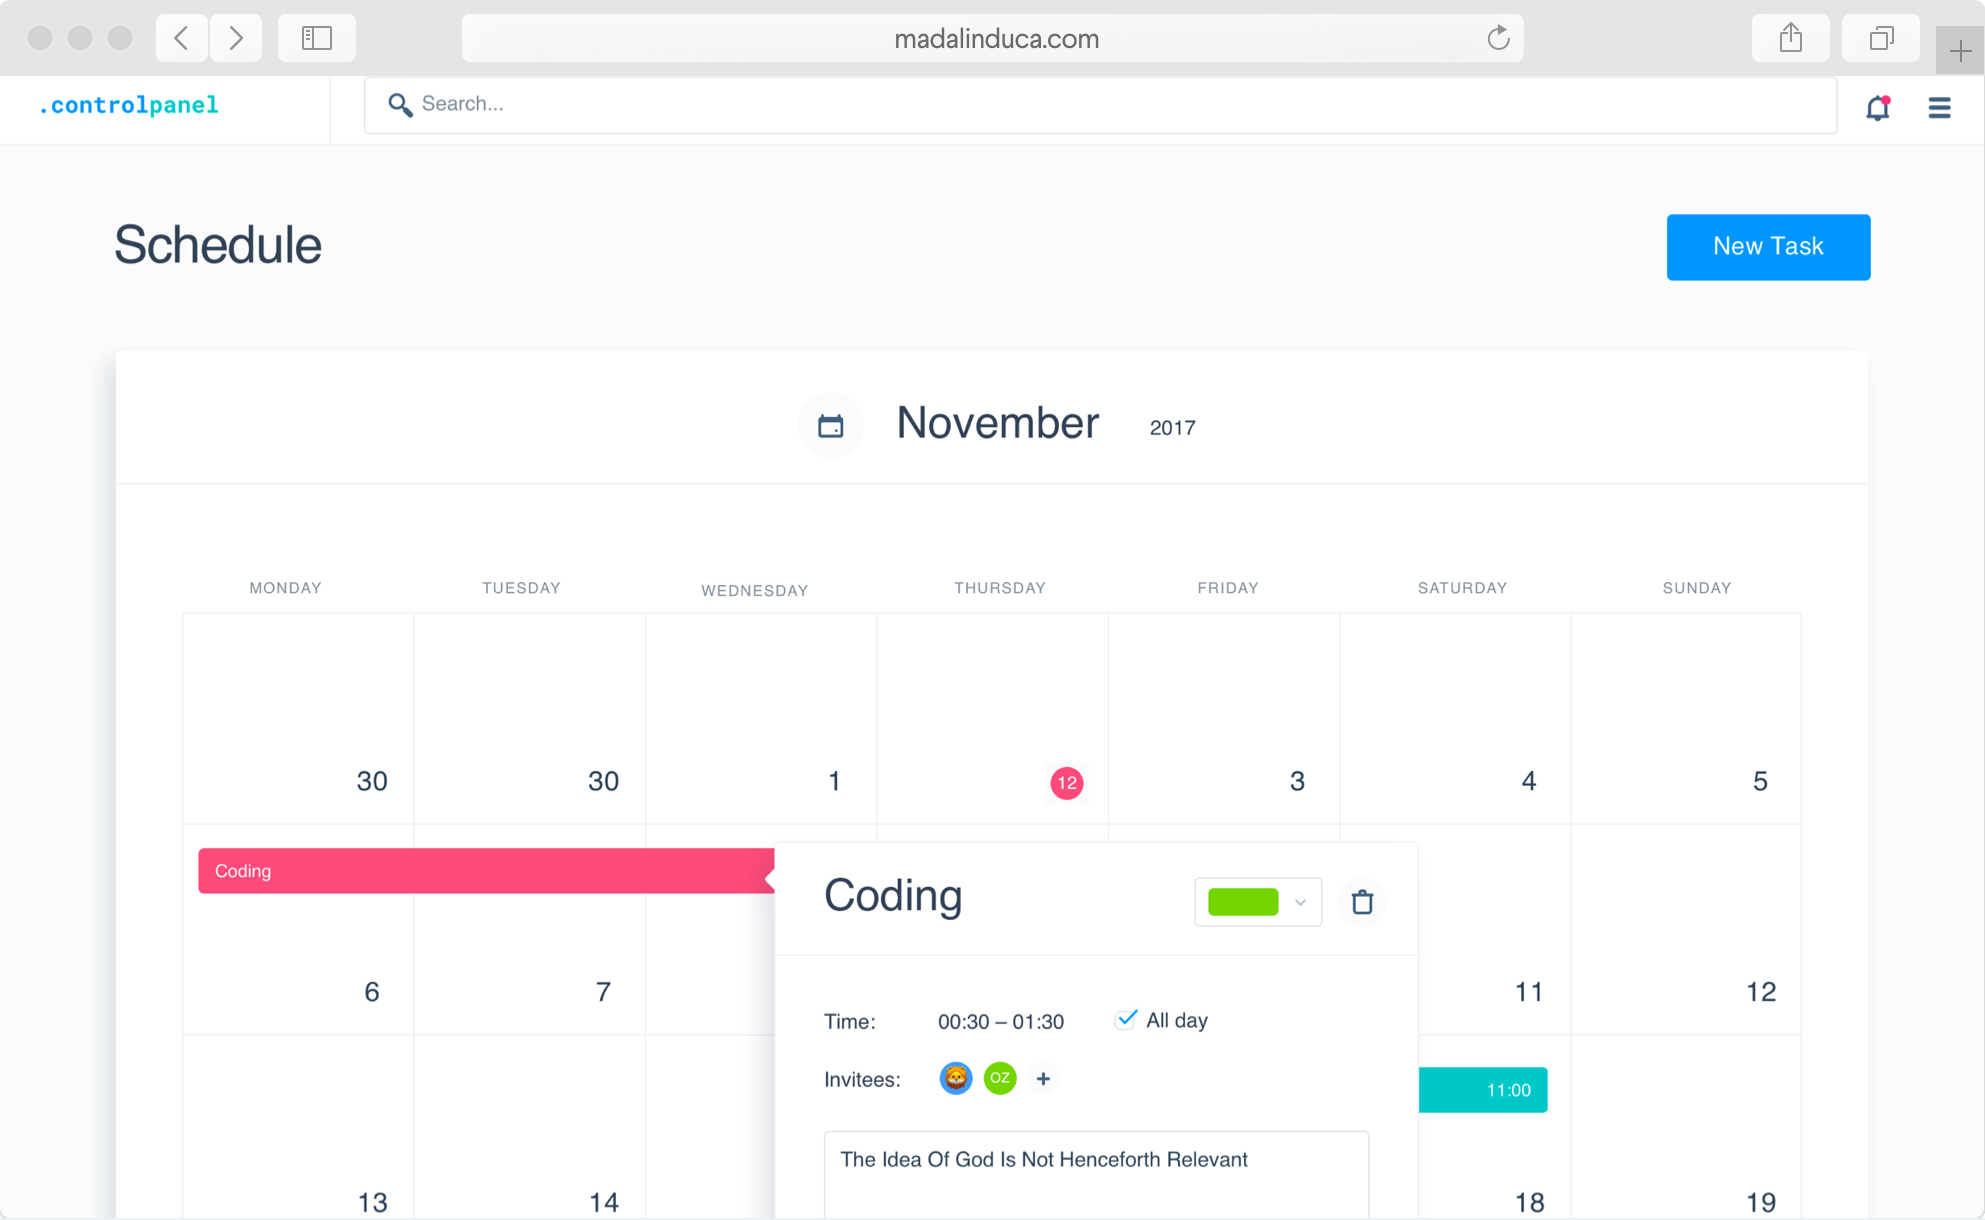 madalinduca.com
.controlpanel
Search...
Schedule
New Task
November 2017
MONDAY TUESDAY WEDNESDAY THURSDAY FRIDAY SATURDAY SUNDAY
30 30 1 12 3 4 5
Coding
Coding
6 7 11 12
Time: 00:30 – 01:30 All day
Invitees: OZ +
11:00
The Idea Of God Is Not Henceforth Relevant
13 14 18 19